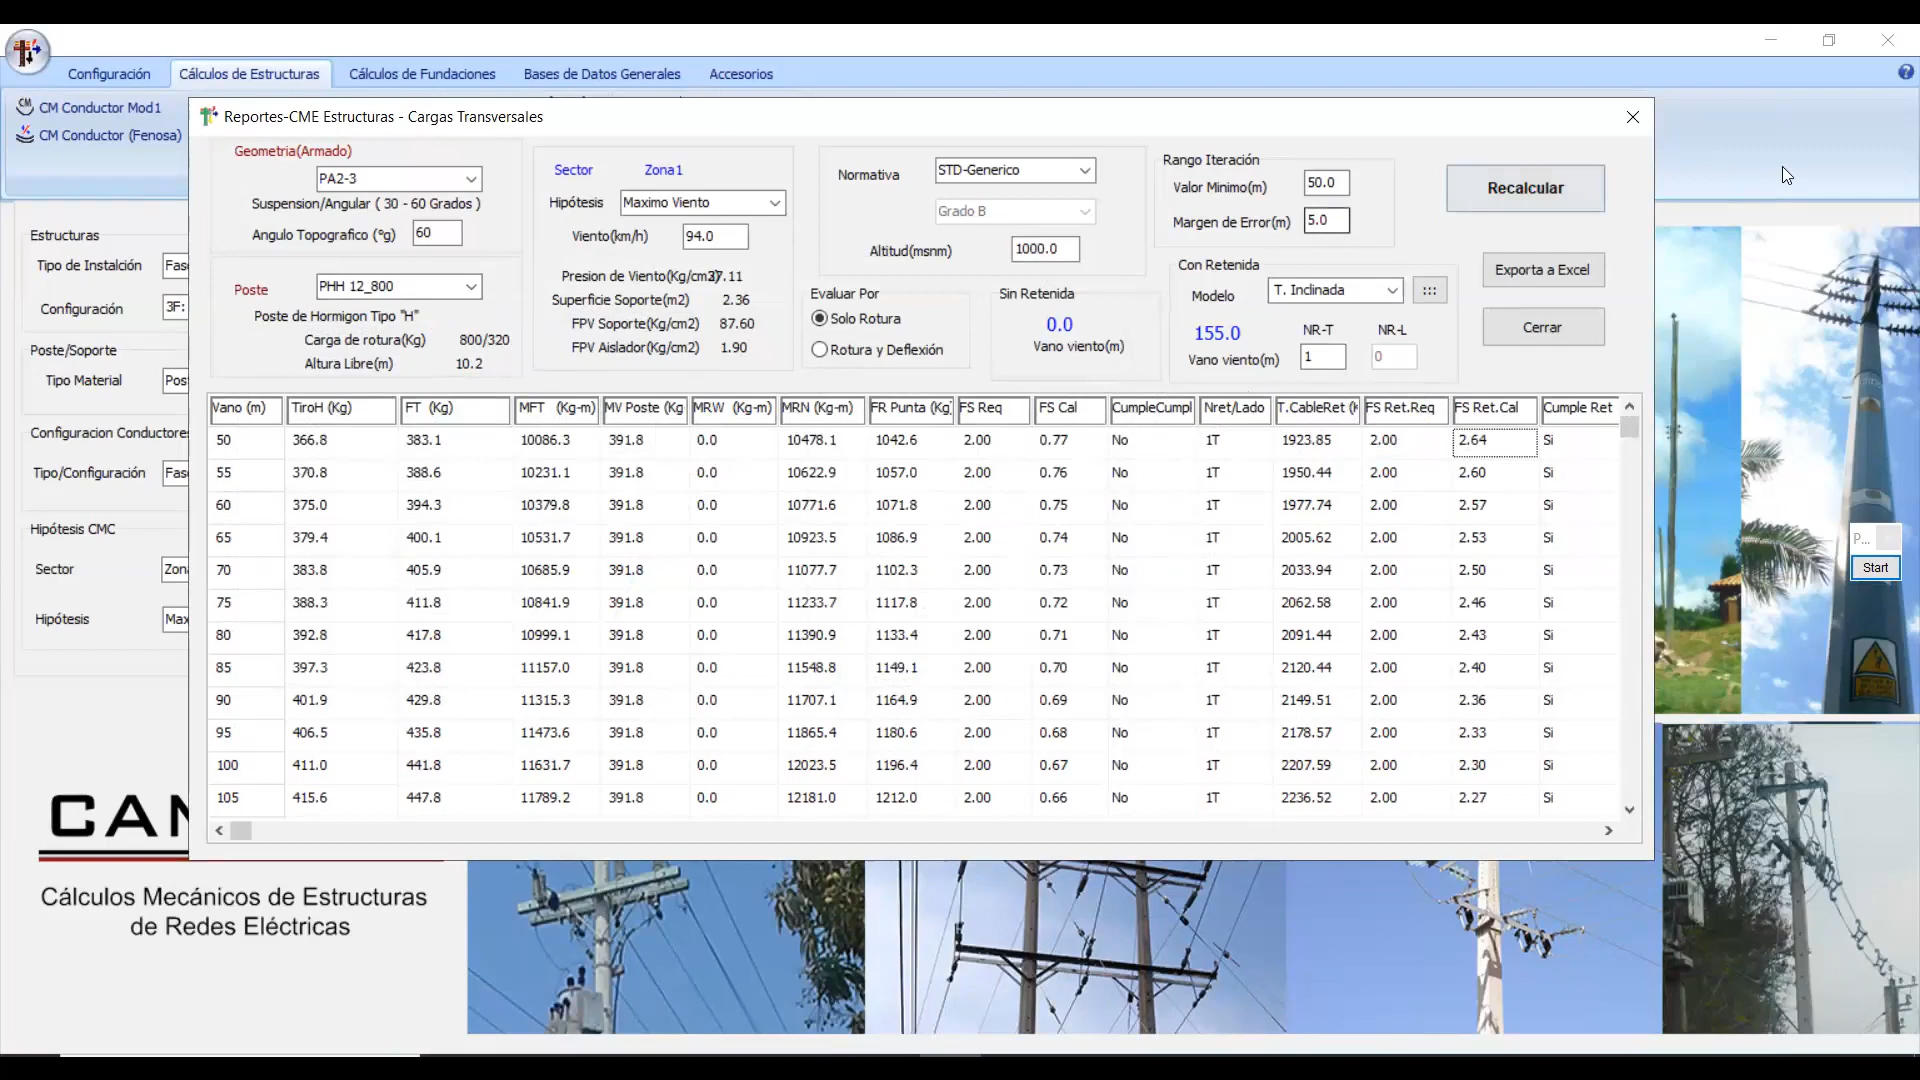 Configuración
Cálculos de Estructuras
Cálculos de Fundaciones
Bases de Datos Generales
Accesorios
CM Conductor Mod1
CM Conductor (Fenosa)
Reportes-CME Estructuras - Cargas Transversales
Geometria(Armado)
PA2-3
Suspension/Angular ( 30 - 60 Grados )
Angulo Topografico (ºg) 60
Poste PHH 12_800
Poste de Hormigon Tipo "H"
Carga de rotura(Kg) 800/320
Altura Libre(m) 10.2
Sector Zona1
Hipótesis Maximo Viento
Viento(km/h) 94.0
Presion de Viento(Kg/cm2) 37.11
Superficie Soporte(m2) 2.36
FPV Soporte(Kg/cm2) 87.60
FPV Aislador(Kg/cm2) 1.90
Normativa STD-Generico
Grado B
Altitud(msnm) 1000.0
Evaluar Por
Solo Rotura
Rotura y Deflexión
Sin Retenida
0.0
Vano viento(m)
Rango Iteración
Valor Minimo(m) 50.0
Margen de Error(m) 5.0
Con Retenida
Modelo T. Inclinada :::
155.0 NR-T NR-L
Vano viento(m) 1 0
Recalcular
Exporta a Excel
Cerrar
Estructuras
Tipo de Instalción Fas
Configuración 3F:
Poste/Soporte
Tipo Material Pos
Configuracion Conductores
Tipo/Configuración Fas
Hipótesis CMC
Sector Zon
Hipótesis Max
Vano (m) TiroH (Kg) FT (Kg) MFT (Kg-m) MV Poste (Kg MRW (Kg-m) MRN (Kg-m) FR Punta (Kg) FS Req FS Cal CumpleCumpl Nret/Lado T.CableRet (K FS Ret.Req FS Ret.Cal Cumple Ret
50 366.8 383.1 10086.3 391.8 0.0 10478.1 1042.6 2.00 0.77 No 1T 1923.85 2.00 2.64 Si
55 370.8 388.6 10231.1 391.8 0.0 10622.9 1057.0 2.00 0.76 No 1T 1950.44 2.00 2.60 Si
60 375.0 394.3 10379.8 391.8 0.0 10771.6 1071.8 2.00 0.75 No 1T 1977.74 2.00 2.57 Si
65 379.4 400.1 10531.7 391.8 0.0 10923.5 1086.9 2.00 0.74 No 1T 2005.62 2.00 2.53 Si
70 383.8 405.9 10685.9 391.8 0.0 11077.7 1102.3 2.00 0.73 No 1T 2033.94 2.00 2.50 Si
75 388.3 411.8 10841.9 391.8 0.0 11233.7 1117.8 2.00 0.72 No 1T 2062.58 2.00 2.46 Si
80 392.8 417.8 10999.1 391.8 0.0 11390.9 1133.4 2.00 0.71 No 1T 2091.44 2.00 2.43 Si
85 397.3 423.8 11157.0 391.8 0.0 11548.8 1149.1 2.00 0.70 No 1T 2120.44 2.00 2.40 Si
90 401.9 429.8 11315.3 391.8 0.0 11707.1 1164.9 2.00 0.69 No 1T 2149.51 2.00 2.36 Si
95 406.5 435.8 11473.6 391.8 0.0 11865.4 1180.6 2.00 0.68 No 1T 2178.57 2.00 2.33 Si
100 411.0 441.8 11631.7 391.8 0.0 12023.5 1196.4 2.00 0.67 No 1T 2207.59 2.00 2.30 Si
105 415.6 447.8 11789.2 391.8 0.0 12181.0 1212.0 2.00 0.66 No 1T 2236.52 2.00 2.27 Si
P...
Start
Cálculos Mecánicos de Estructuras
de Redes Eléctricas